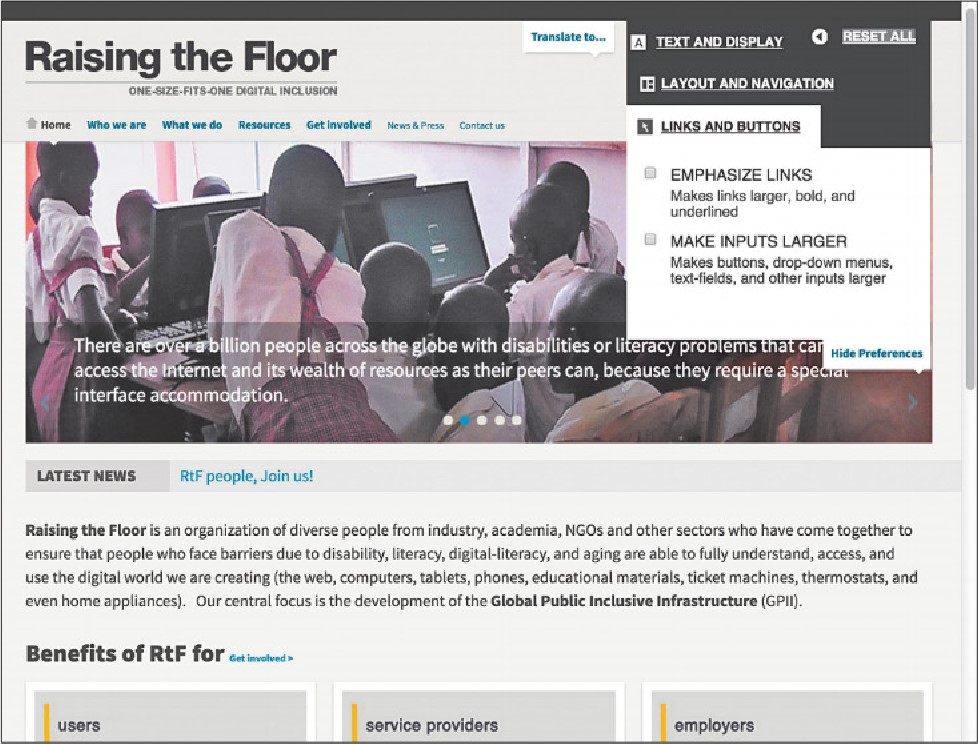 Raising the Floor
ONE-SIZE-FITS-ONE DIGITAL INCLUSION
Translate to...
A TEXT AND DISPLAY
RESET ALL
LAYOUT AND NAVIGATION
LINKS AND BUTTONS
EMPHASIZE LINKS
Makes links larger, bold, and
underlined
MAKE INPUTS LARGER
Makes buttons, drop-down menus,
text-fields, and other inputs larger
Hide Preferences
Home Who we are What we do Resources Get involved News & Press Contact us
There are over a billion people across the globe with disabilities or literacy problems that can
access the Internet and its wealth of resources as their peers can, because they require a special
interface accommodation.
LATEST NEWS RtF people, Join us!
Raising the Floor is an organization of diverse people from industry, academia, NGOs and other sectors who have come together to
ensure that people who face barriers due to disability, literacy, digital-literacy, and aging are able to fully understand, access, and
use the digital world we are creating (the web, computers, tablets, phones, educational materials, ticket machines, thermostats, and
even home appliances). Our central focus is the development of the Global Public Inclusive Infrastructure (GPII).
Benefits of RtF for Get involved >
users
service providers
employers